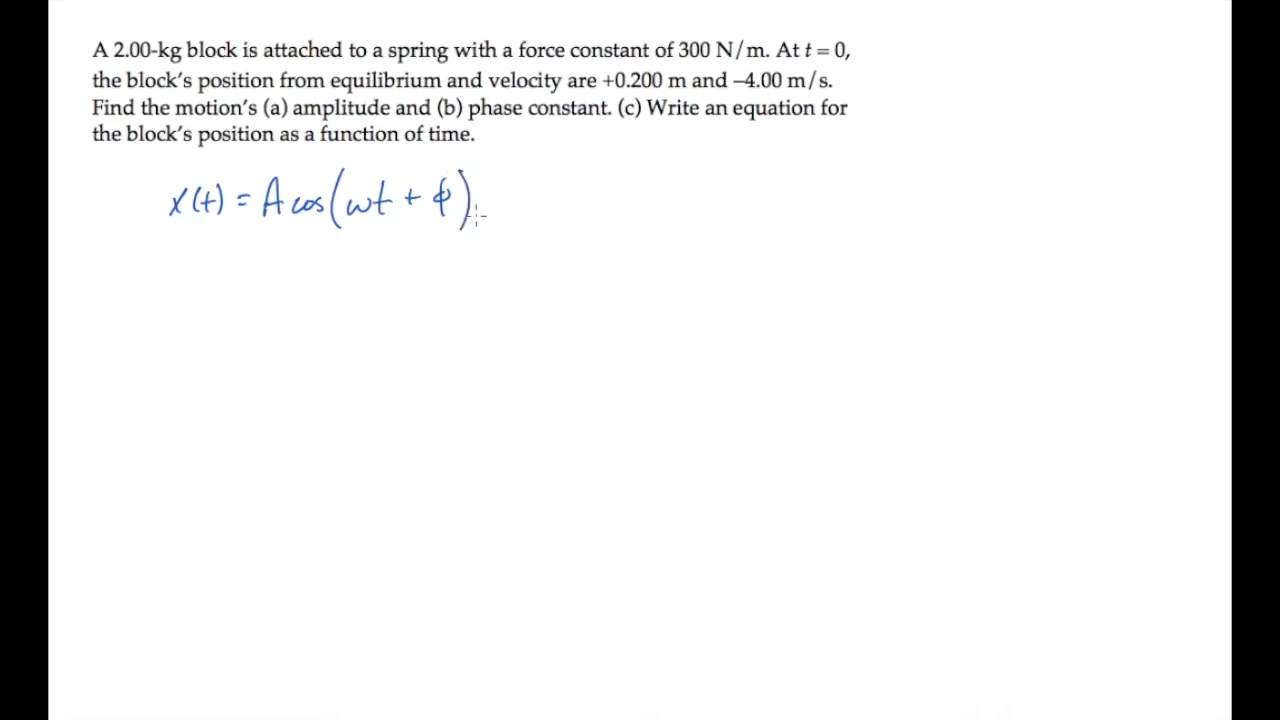 A 2.00-kg block is attached to a spring with a force constant of 300 N/m. At t = 0,
the block's position from equilibrium and velocity are +0.200 m and –4.00 m/s.
Find the motion's (a) amplitude and (b) phase constant. (c) Write an equation for
the block's position as a function of time.
x(t) = A cos(ωt + ϕ)